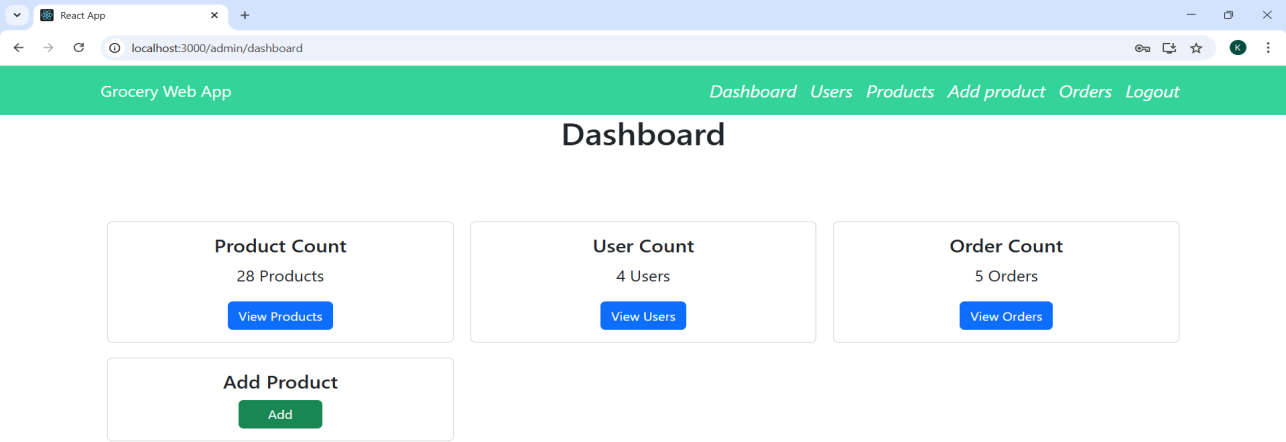 React App
localhost:3000/admin/dashboard
K
Grocery Web App Dashboard Users Products Add product Orders Logout
Dashboard
Product Count User Count Order Count
28 Products 4 Users 5 Orders
View Products View Users View Orders
Add Product
Add